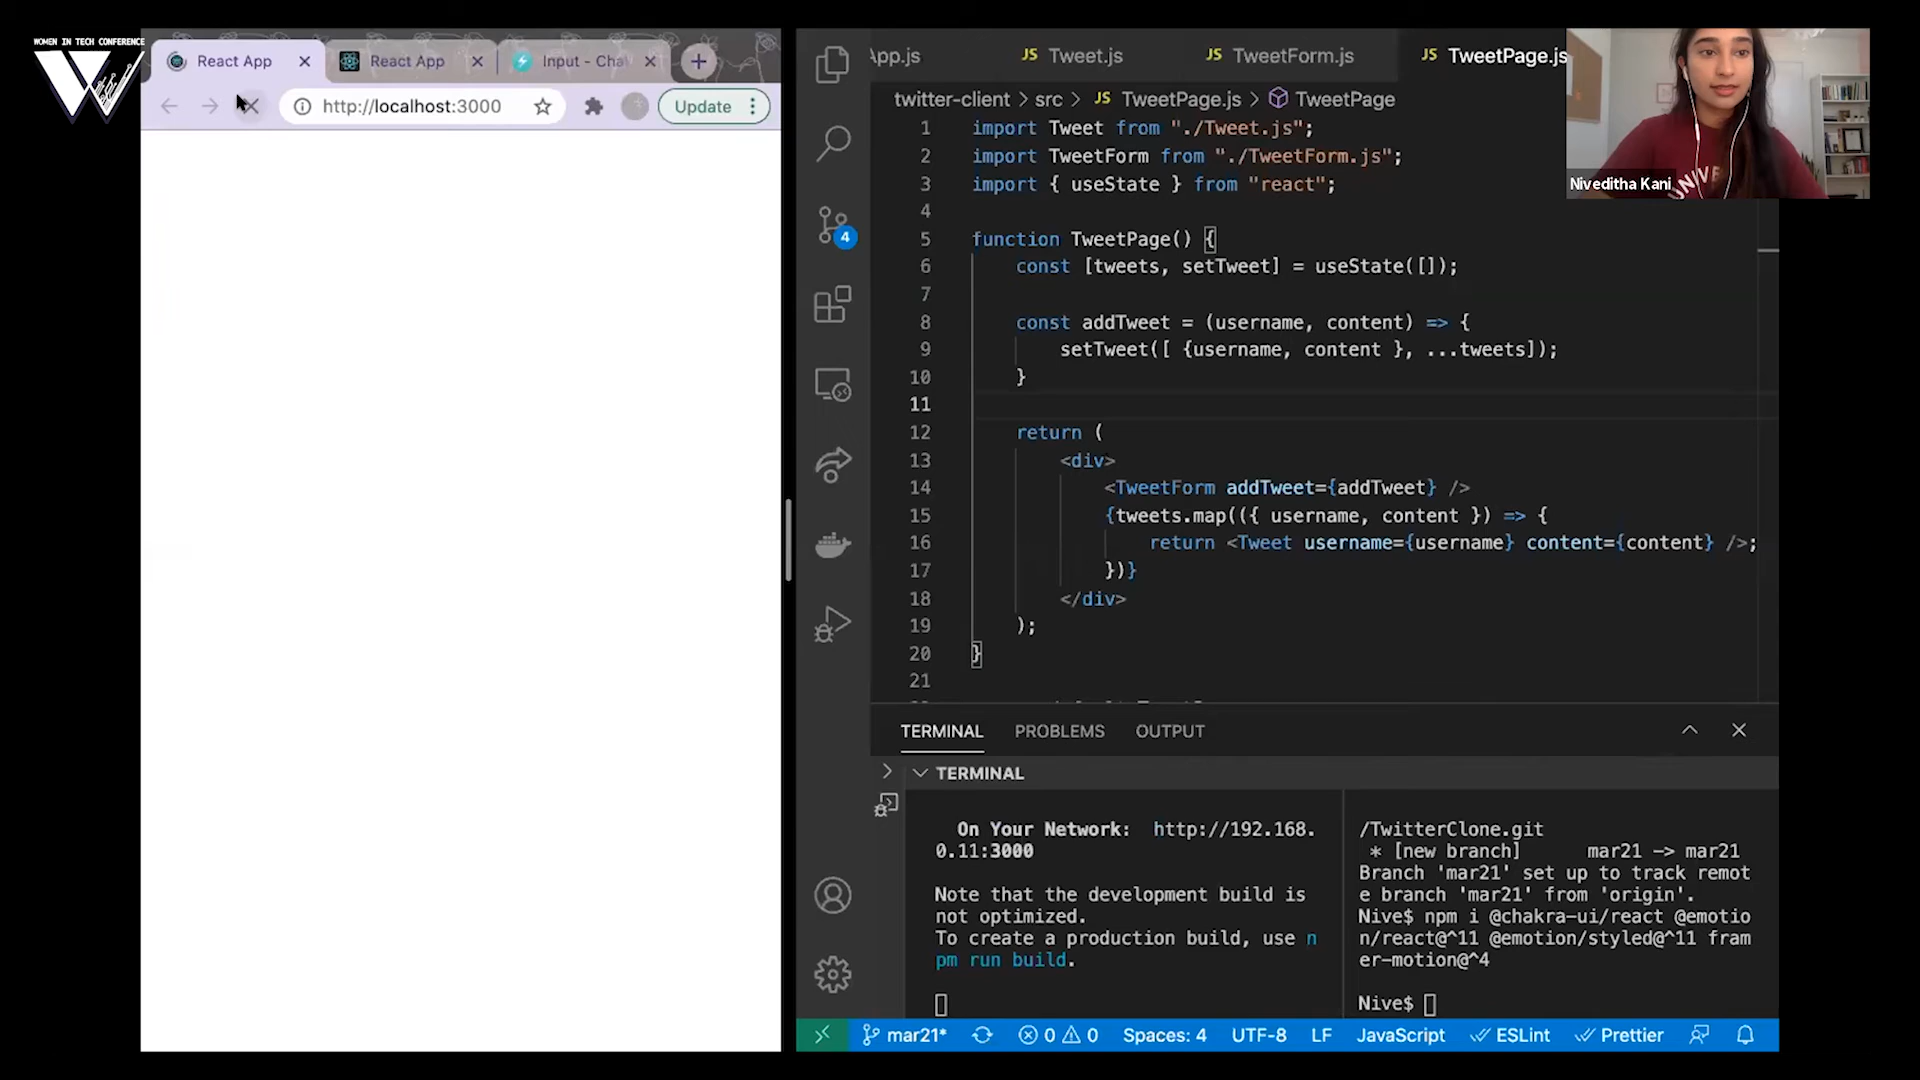 WOMEN IN TECH CONFERENCE
React App
React App
Input - Cha
http://localhost:3000
Update
App.js
JS Tweet.js
JS TweetForm.js
JS TweetPage.js
twitter-client > src > JS TweetPage.js > TweetPage
1 import Tweet from "./Tweet.js";
2 import TweetForm from "./TweetForm.js";
3 import { useState } from "react";
4
5 function TweetPage() {
6 const [tweets, setTweet] = useState([]);
7
8 const addTweet = (username, content) => {
9 setTweet([ {username, content }, ...tweets]);
10 }
11
12 return (
13 <div>
14 <TweetForm addTweet={addTweet} />
15 {tweets.map(({ username, content }) => {
16 return <Tweet username={username} content={content} />;
17 })}
18 </div>
19 );
20 }
21
4
Niveditha Kani
UNIVE
TERMINAL PROBLEMS OUTPUT
TERMINAL
On Your Network: http://192.168.
0.11:3000
Note that the development build is
not optimized.
To create a production build, use n
pm run build.
/TwitterClone.git
* [new branch] mar21 -> mar21
Branch 'mar21' set up to track remot
e branch 'mar21' from 'origin'.
Nive$ npm i @chakra-ui/react @emotio
n/react@^11 @emotion/styled@^11 fram
er-motion@^4
Nive$
mar21* 0 0 Spaces: 4 UTF-8 LF JavaScript ESLint Prettier